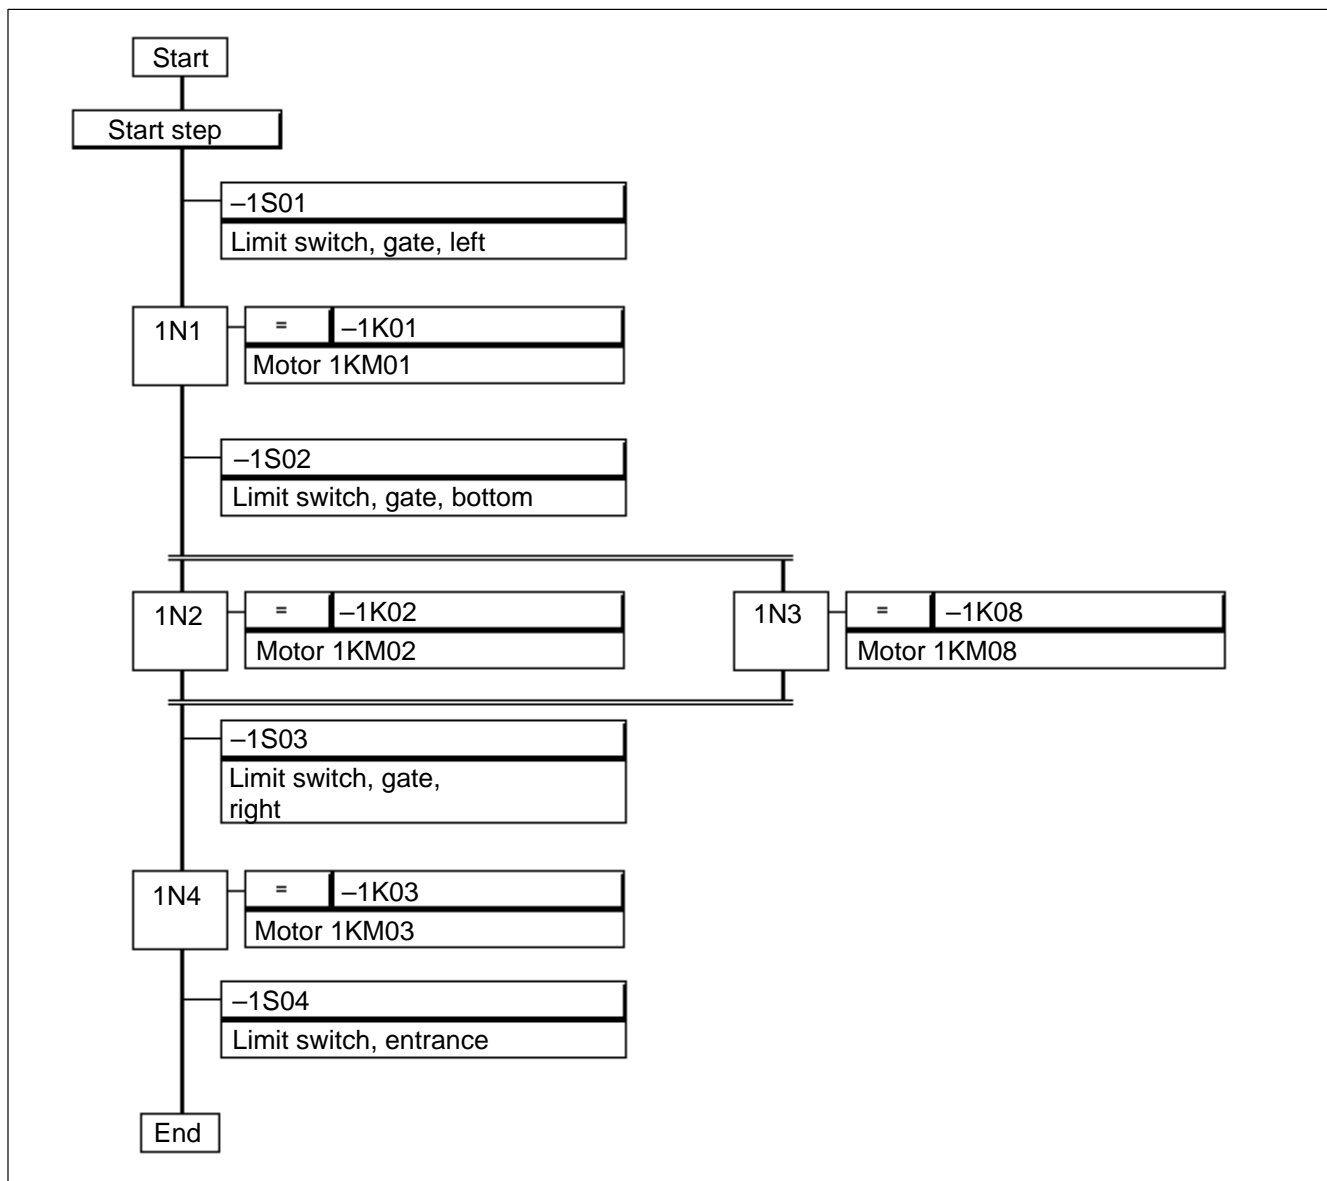 Start
Start step
–1S01
Limit switch, gate, left
1N1 = –1K01
Motor 1KM01
–1S02
Limit switch, gate, bottom
1N2 = –1K02
Motor 1KM02
1N3 = –1K08
Motor 1KM08
–1S03
Limit switch, gate,
right
1N4 = –1K03
Motor 1KM03
–1S04
Limit switch, entrance
End